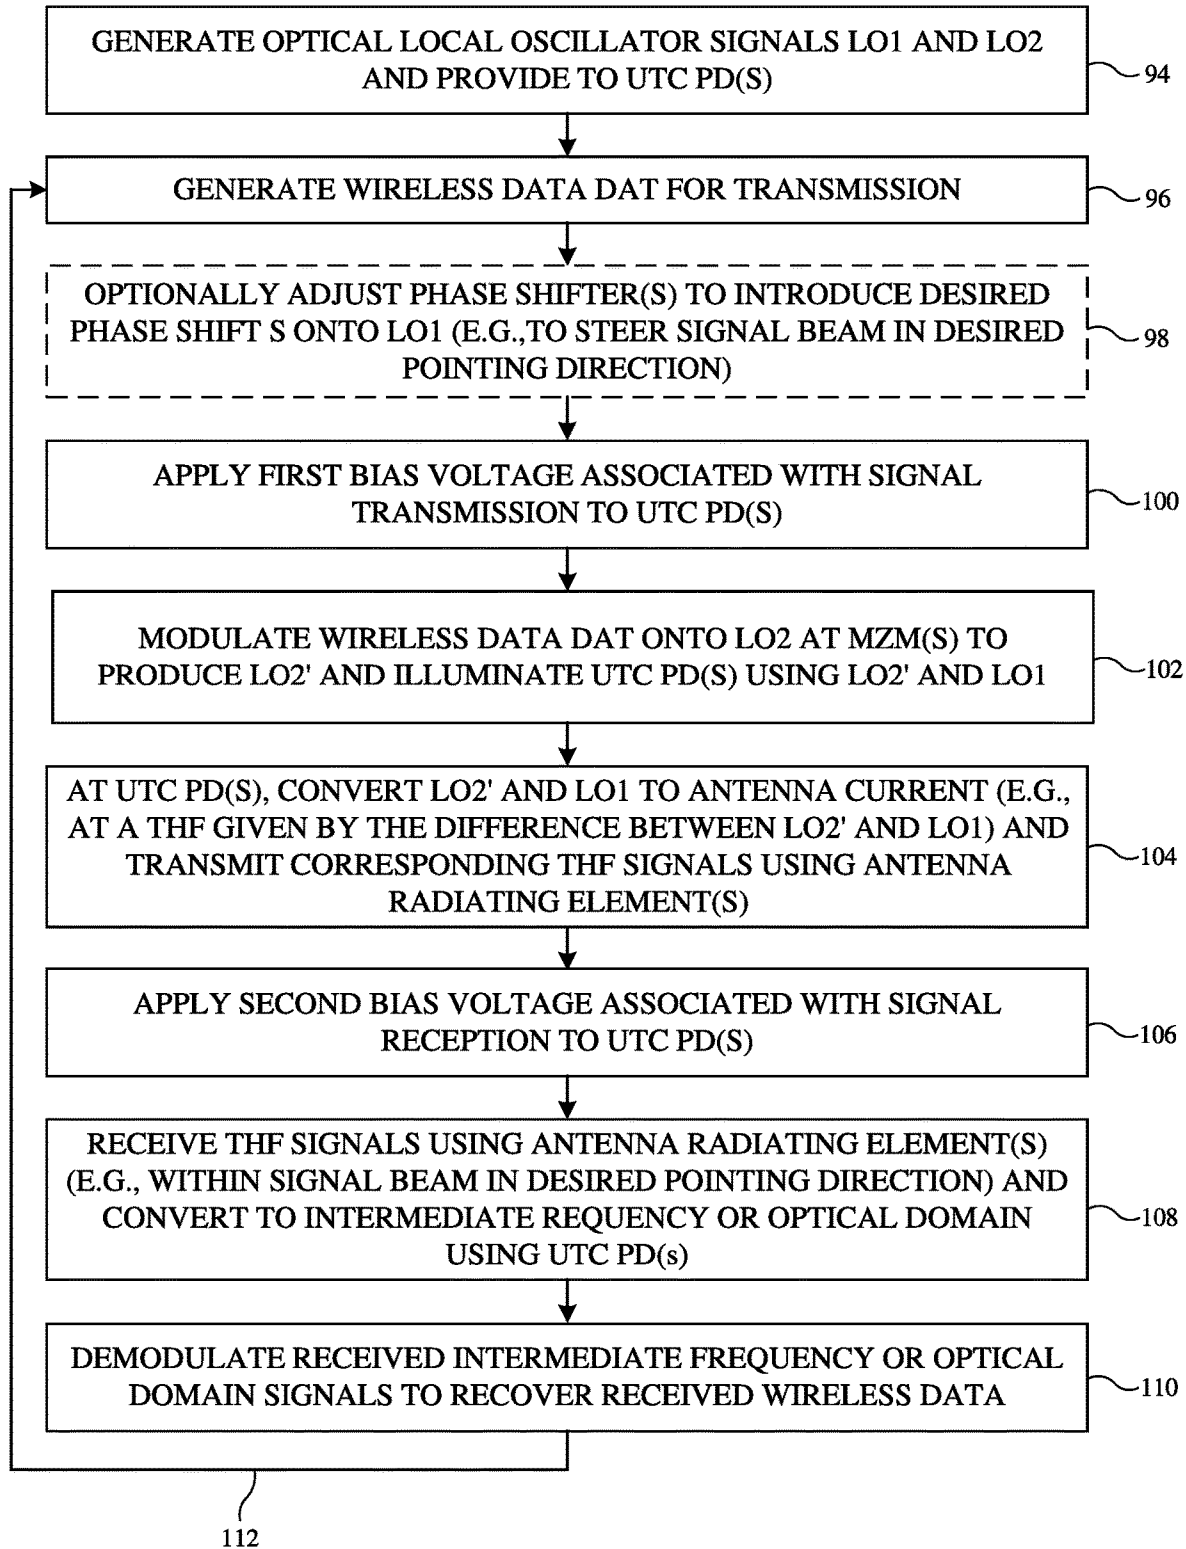 GENERATE OPTICAL LOCAL OSCILLATOR SIGNALS LO1 AND LO2
AND PROVIDE TO UTC PD(S)
94
GENERATE WIRELESS DATA DAT FOR TRANSMISSION
96
OPTIONALLY ADJUST PHASE SHIFTER(S) TO INTRODUCE DESIRED
PHASE SHIFT S ONTO LO1 (E.G.,TO STEER SIGNAL BEAM IN DESIRED
POINTING DIRECTION)
98
APPLY FIRST BIAS VOLTAGE ASSOCIATED WITH SIGNAL
TRANSMISSION TO UTC PD(S)
100
MODULATE WIRELESS DATA DAT ONTO LO2 AT MZM(S) TO
PRODUCE LO2' AND ILLUMINATE UTC PD(S) USING LO2' AND LO1
102
AT UTC PD(S), CONVERT LO2' AND LO1 TO ANTENNA CURRENT (E.G.,
AT A THF GIVEN BY THE DIFFERENCE BETWEEN LO2' AND LO1) AND
TRANSMIT CORRESPONDING THF SIGNALS USING ANTENNA
RADIATING ELEMENT(S)
104
APPLY SECOND BIAS VOLTAGE ASSOCIATED WITH SIGNAL
RECEPTION TO UTC PD(S)
106
RECEIVE THF SIGNALS USING ANTENNA RADIATING ELEMENT(S)
(E.G., WITHIN SIGNAL BEAM IN DESIRED POINTING DIRECTION) AND
CONVERT TO INTERMEDIATE REQUENCY OR OPTICAL DOMAIN
USING UTC PD(s)
108
DEMODULATE RECEIVED INTERMEDIATE FREQUENCY OR OPTICAL
DOMAIN SIGNALS TO RECOVER RECEIVED WIRELESS DATA
110
112